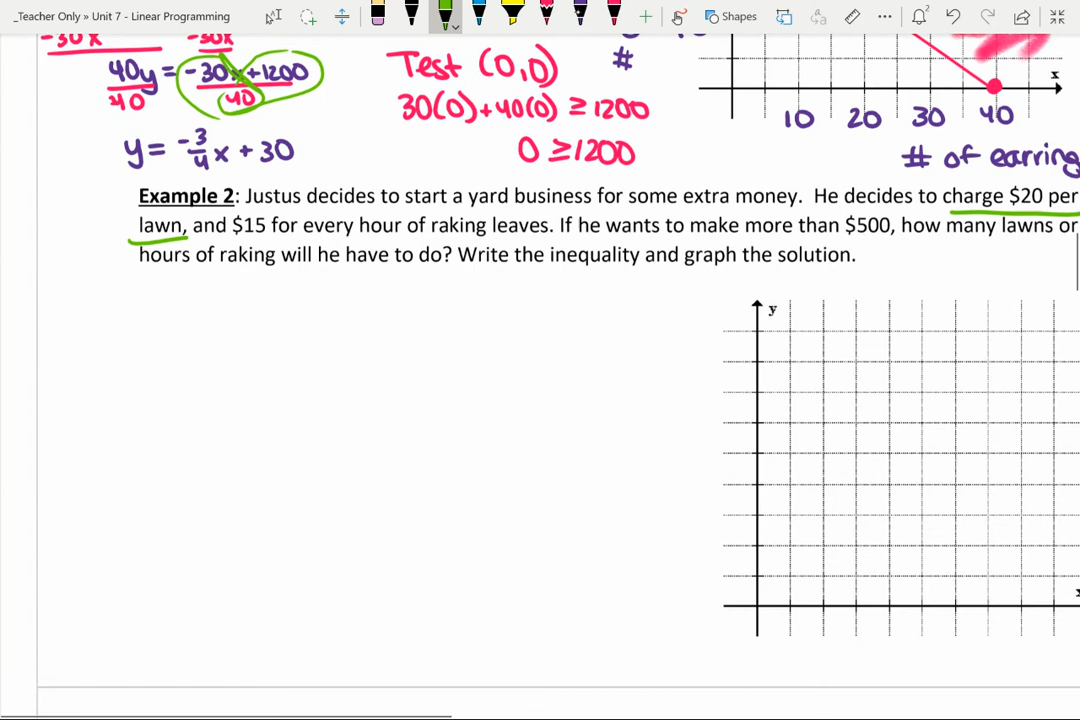 _Teacher Only » Unit 7 - Linear Programming
Shapes
-30x -30x
40y = -30x +1200
40 40
y = -3/4 x + 30
Test (0,0)
30(0)+40(0) ≥ 1200
0 ≥ 1200
#
x
10 20 30 40
# of earring
Example 2: Justus decides to start a yard business for some extra money. He decides to charge $20 per
lawn, and $15 for every hour of raking leaves. If he wants to make more than $500, how many lawns or
hours of raking will he have to do? Write the inequality and graph the solution.
y